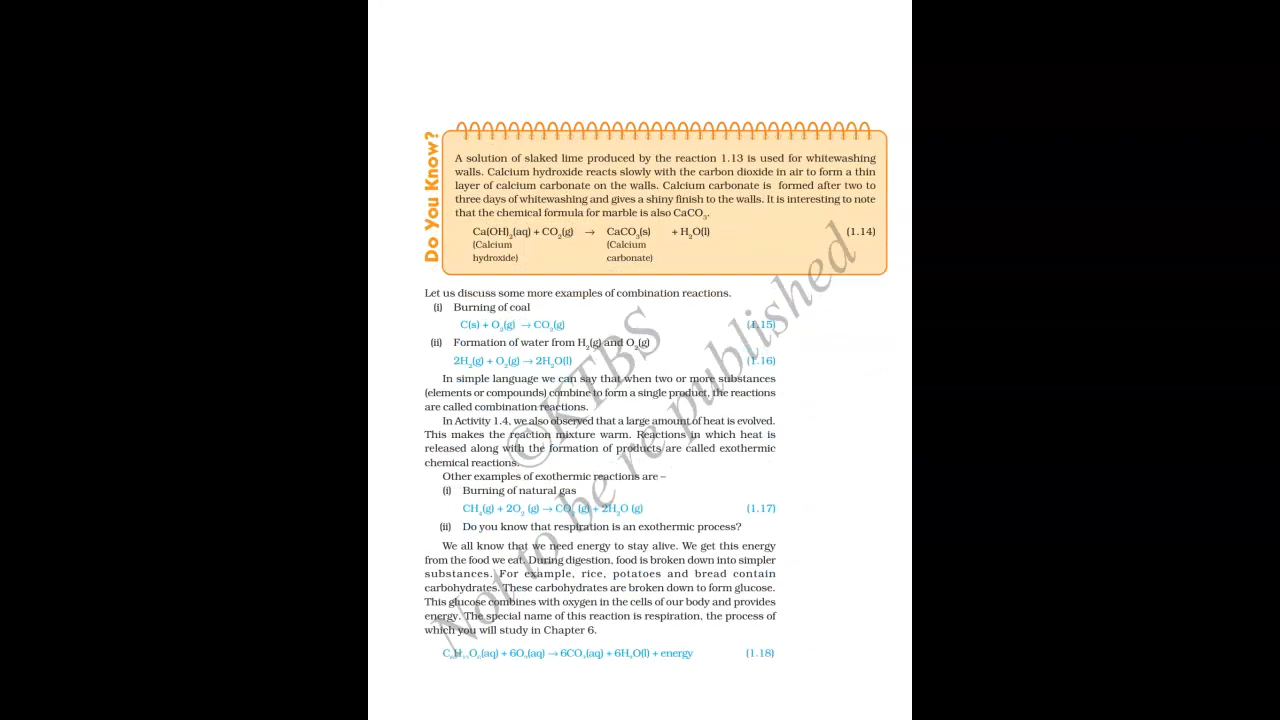 Do You Know?
A solution of slaked lime produced by the reaction 1.13 is used for whitewashing
walls. Calcium hydroxide reacts slowly with the carbon dioxide in air to form a thin
layer of calcium carbonate on the walls. Calcium carbonate is formed after two to
three days of whitewashing and gives a shiny finish to the walls. It is interesting to note
that the chemical formula for marble is also CaCO₃.
Ca(OH)₂(aq) + CO₂(g) → CaCO₃(s) + H₂O(l) (1.14)
(Calcium (Calcium
hydroxide) carbonate)
Let us discuss some more examples of combination reactions.
(i) Burning of coal
C(s) + O₂(g) → CO₂(g) (1.15)
(ii) Formation of water from H₂(g) and O₂(g)
2H₂(g) + O₂(g) → 2H₂O(l) (1.16)
In simple language we can say that when two or more substances
(elements or compounds) combine to form a single product, the reactions
are called combination reactions.
In Activity 1.4, we also observed that a large amount of heat is evolved.
This makes the reaction mixture warm. Reactions in which heat is
released along with the formation of products are called exothermic
chemical reactions.
Other examples of exothermic reactions are –
(i) Burning of natural gas
CH₄(g) + 2O₂ (g) → CO₂ (g) + 2H₂O (g) (1.17)
(ii) Do you know that respiration is an exothermic process?
We all know that we need energy to stay alive. We get this energy
from the food we eat. During digestion, food is broken down into simpler
substances. For example, rice, potatoes and bread contain
carbohydrates. These carbohydrates are broken down to form glucose.
This glucose combines with oxygen in the cells of our body and provides
energy. The special name of this reaction is respiration, the process of
which you will study in Chapter 6.
C₆H₁₂O₆(aq) + 6O₂(aq) → 6CO₂(aq) + 6H₂O(l) + energy (1.18)
©KTBS
Not to be republished